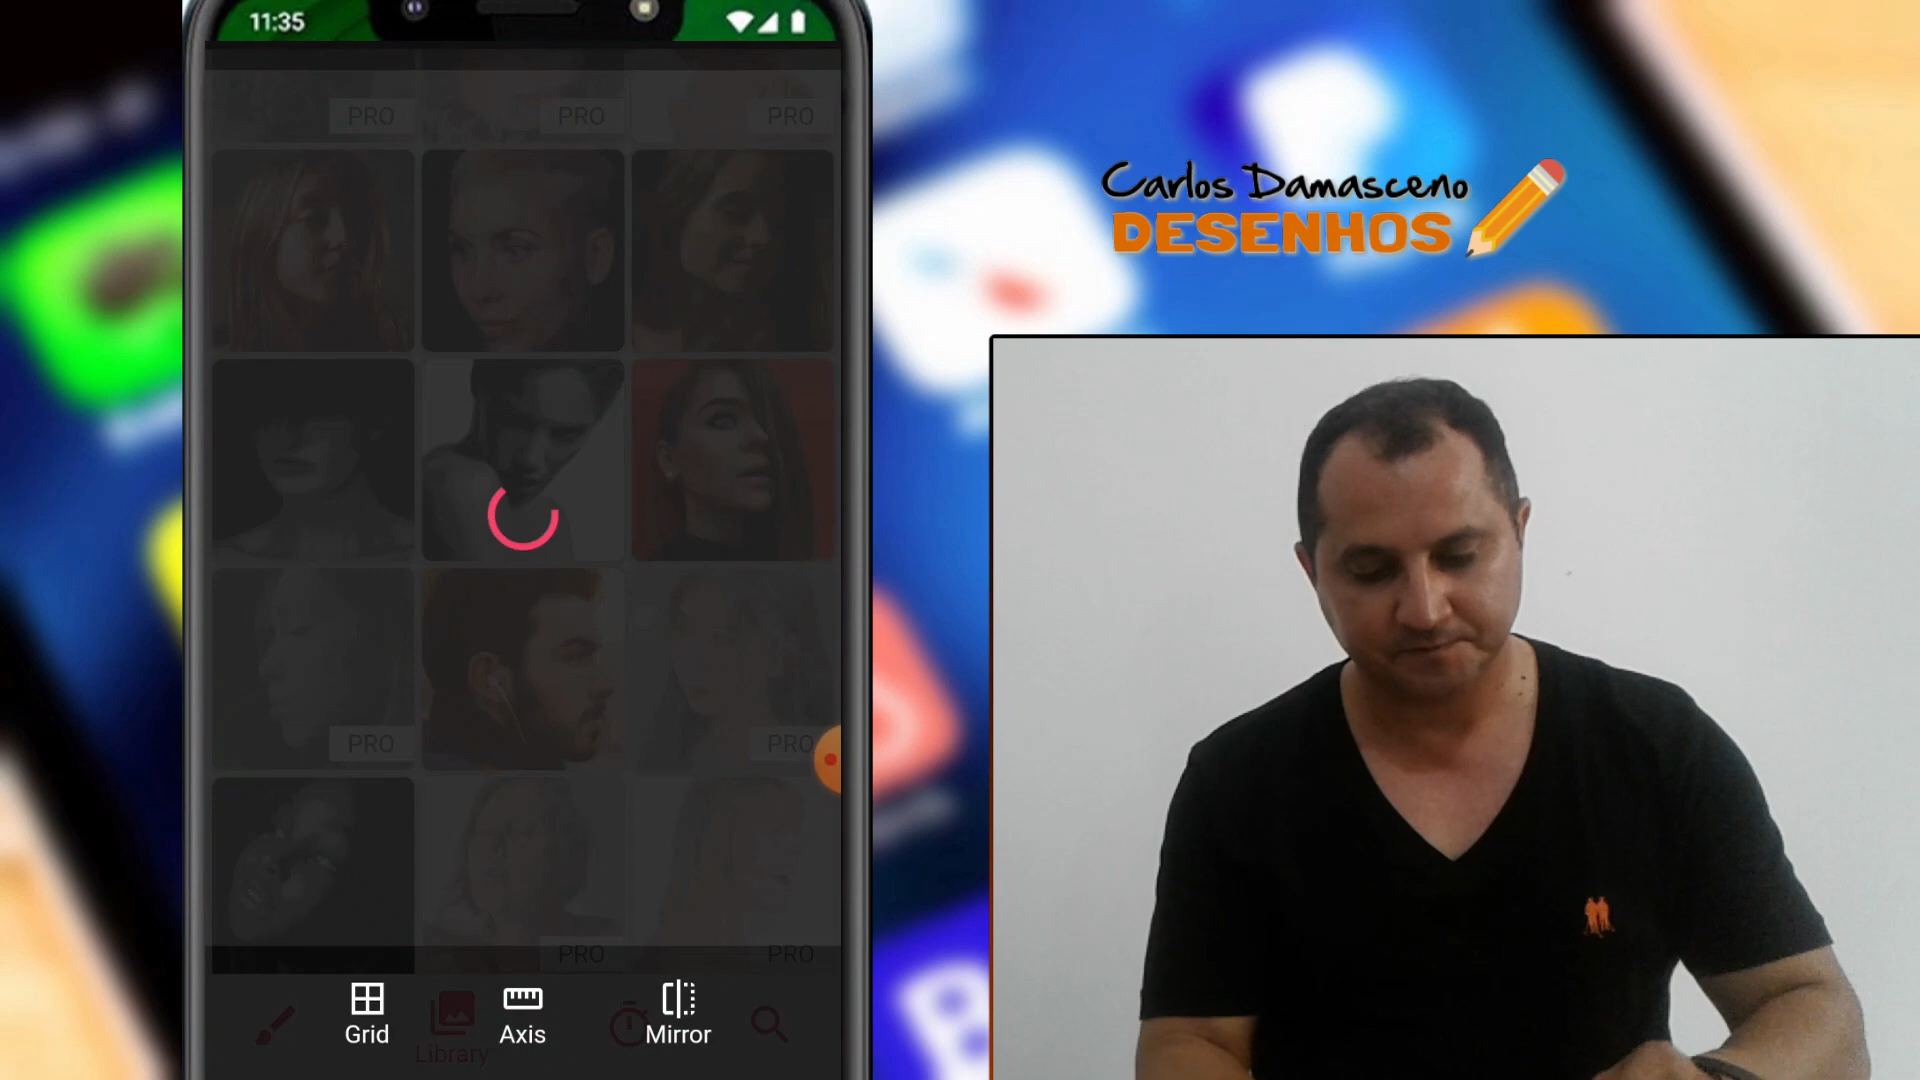 11:35
PRO PRO PRO
Carlos Damasceno
DESENHOS
PRO PRO
PRO PRO
Grid Axis Mirror
Library